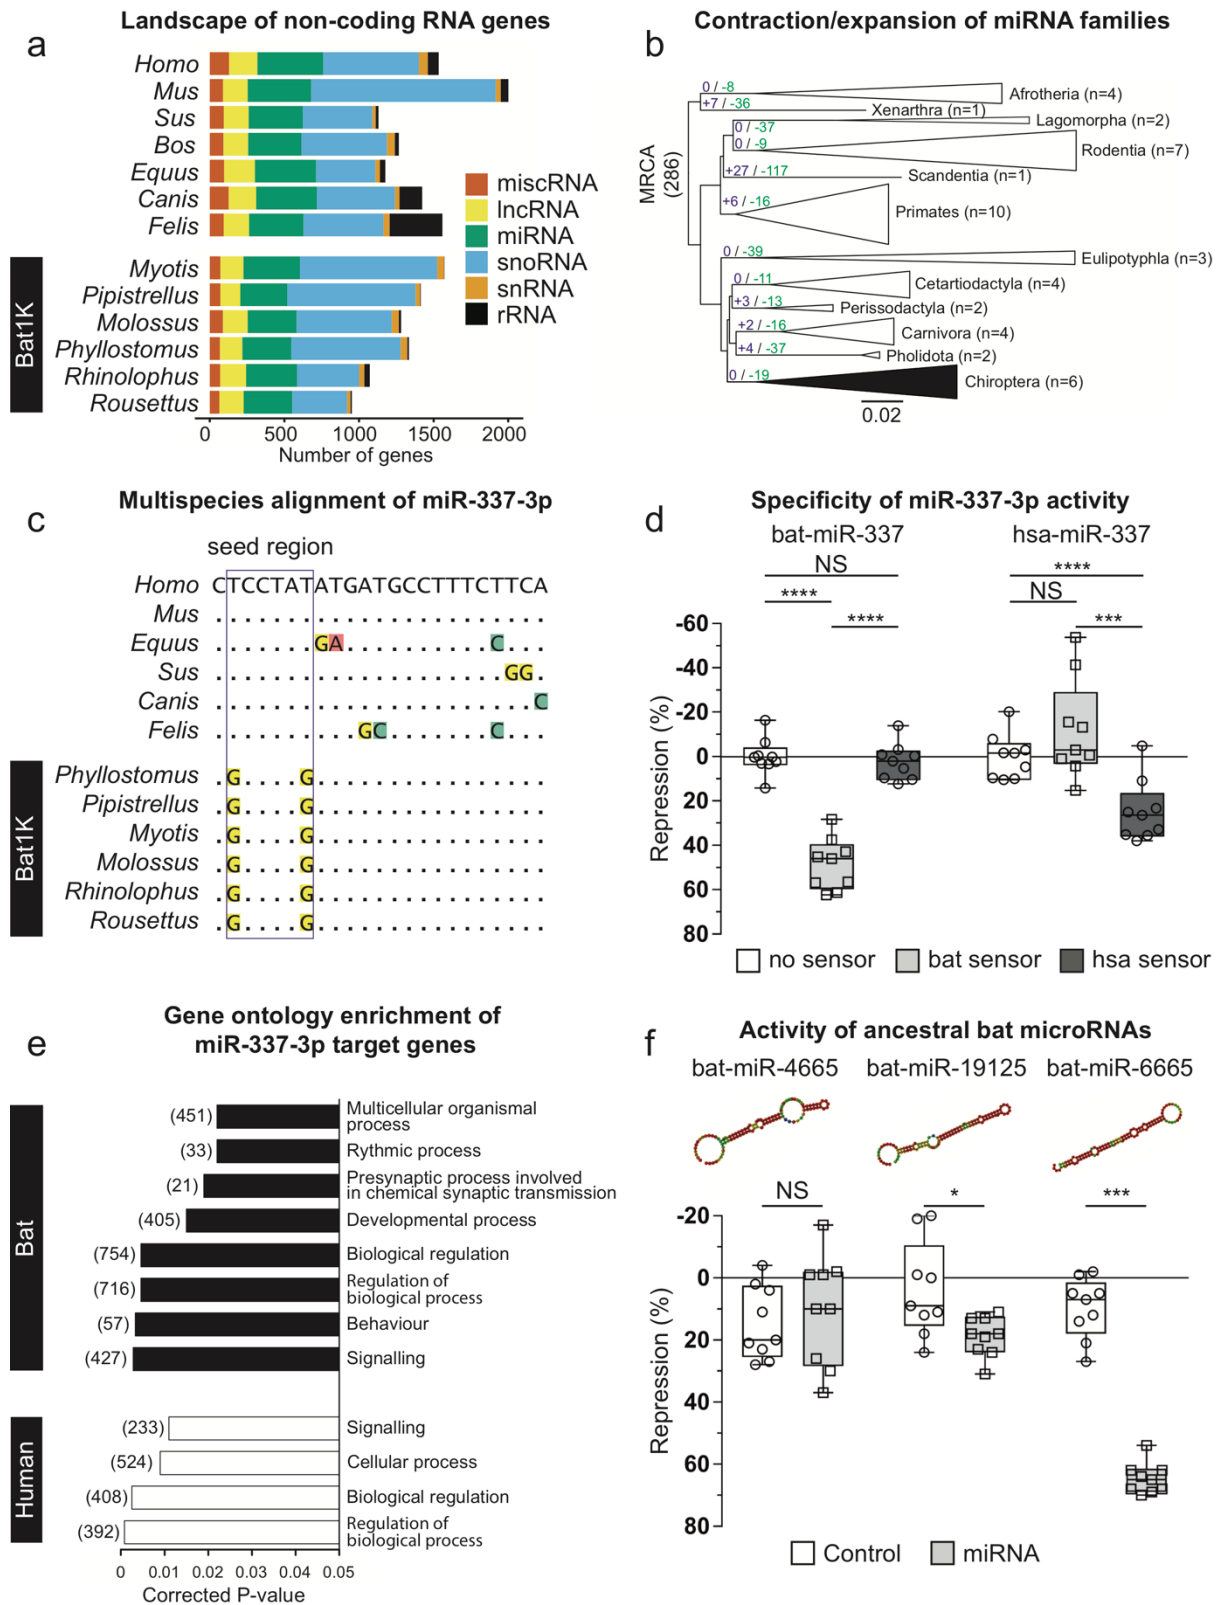 Landscape of non-coding RNA genes
a
Homo
Mus
Sus
Bos
Equus
Canis
Felis
Bat1K
Myotis
Pipistrellus
Molossus
Phyllostomus
Rhinolophus
Rousettus
miscRNA
lncRNA
miRNA
snoRNA
snRNA
rRNA
0 500 1000 1500 2000
Number of genes
Contraction/expansion of miRNA families
b
MRCA
(286)
0 / -8
Afrotheria (n=4)
+7 / -36
Xenarthra (n=1)
0 / -37
Lagomorpha (n=2)
0 / -9
Rodentia (n=7)
+27 / -117
Scandentia (n=1)
+6 / -16
Primates (n=10)
0 / -39
Eulipotyphla (n=3)
0 / -11
Cetartiodactyla (n=4)
+3 / -13
Perissodactyla (n=2)
+2 / -16
Carnivora (n=4)
+4 / -37
Pholidota (n=2)
0 / -19
Chiroptera (n=6)
0.02
Multispecies alignment of miR-337-3p
c
seed region
Homo CTCCTATATGATGCCTTTCTTCA
Mus . . . . . . . . . . . . . . . . . . . . . . .
Equus . . . . . . . G A . . . . . . . . . . C . . .
Sus . . . . . . . . . . . . . . . . . . . . G G .
Canis . . . . . . . . . . . . . . . . . . . . . . C
Felis . . . . . . . . . . G C . . . . . . . C . . .
Bat1K
Phyllostomus . G . . . . G . . . . . . . . . . . . . . . .
Pipistrellus . G . . . . G . . . . . . . . . . . . . . . .
Myotis . G . . . . G . . . . . . . . . . . . . . . .
Molossus . G . . . . G . . . . . . . . . . . . . . . .
Rhinolophus . G . . . . G . . . . . . . . . . . . . . . .
Rousettus . G . . . . G . . . . . . . . . . . . . . . .
Specificity of miR-337-3p activity
d
bat-miR-337 hsa-miR-337
NS
****
****
****
NS
***
Repression (%)
-60
-40
-20
0
20
40
60
80
no sensor bat sensor hsa sensor
Gene ontology enrichment of
miR-337-3p target genes
e
Bat
(451) Multicellular organismal
process
(33) Rythmic process
(21) Presynaptic process involved
in chemical synaptic transmission
(405) Developmental process
(754) Biological regulation
(716) Regulation of
biological process
(57) Behaviour
(427) Signalling
Human
(233) Signalling
(524) Cellular process
(408) Biological regulation
(392) Regulation of
biological process
0 0.01 0.02 0.03 0.04 0.05
Corrected P-value
Activity of ancestral bat microRNAs
f
bat-miR-4665 bat-miR-19125 bat-miR-6665
NS * ***
Repression (%)
-20
0
20
40
60
80
Control miRNA